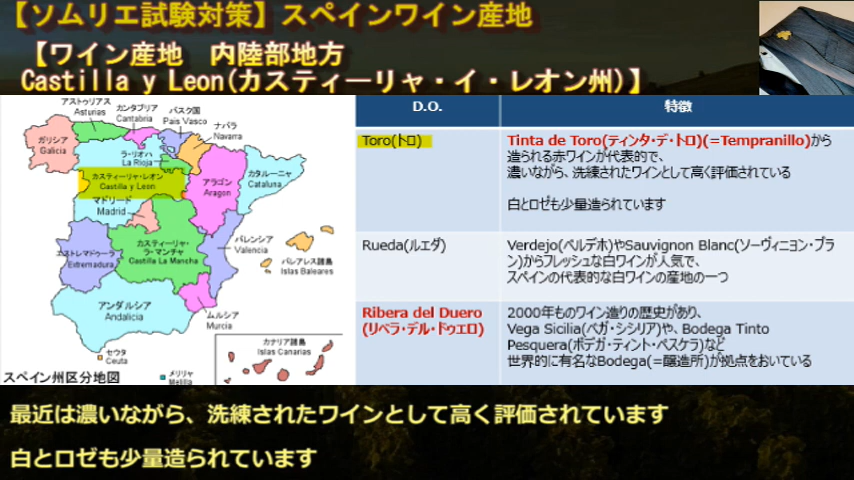 【ソムリエ試験対策】スペインワイン産地
【ワイン産地　内陸部地方
Castilla y Leon(カスティーリャ・イ・レオン州)】
アストゥリアス
Asturias
カンタブリア
Cantabria
バスク国
Pais Vasco
ナバラ
Navarra
ガリシア
Galicia
ラ・リオハ
La Rioja
カスティーリャ・レオン
Castilla y Leon
アラゴン
Aragon
カタルーニャ
Cataluna
マドリード
Madrid
エストレマドゥーラ
Extremadura
カスティーリャ・
ラ・マンチャ
Castilla La Mancha
バレンシア
Valencia
バレアレス諸島
Islas Baleares
アンダルシア
Andalicia
ムルシア
Murcia
セウタ
Ceuta
メリリャ
Melilla
カナリア諸島
Islas Canarias
スペイン州区分地図
D.O.
特徴
Toro(トロ)
Tinta de Toro(ティンタ・デ・トロ)(=Tempranillo)から
造られる赤ワインが代表的で、
濃いながら、洗練されたワインとして高く評価されている
白とロゼも少量造られています
Rueda(ルエダ)
Verdejo(ベルデホ)やSauvignon Blanc(ソーヴィニヨン・ブラ
ン)からフレッシュな白ワインが人気で、
スペインの代表的な白ワインの産地の一つ
Ribera del Duero
(リベラ・デル・ドゥエロ)
2000年ものワイン造りの歴史があり、
Vega Sicilia(ベガ・シシリア)や、Bodega Tinto
Pesquera(ボデガ・ティント・ペスケラ)など
世界的に有名なBodega(=醸造所)が拠点をおいている
最近は濃いながら、洗練されたワインとして高く評価されています
白とロゼも少量造られています